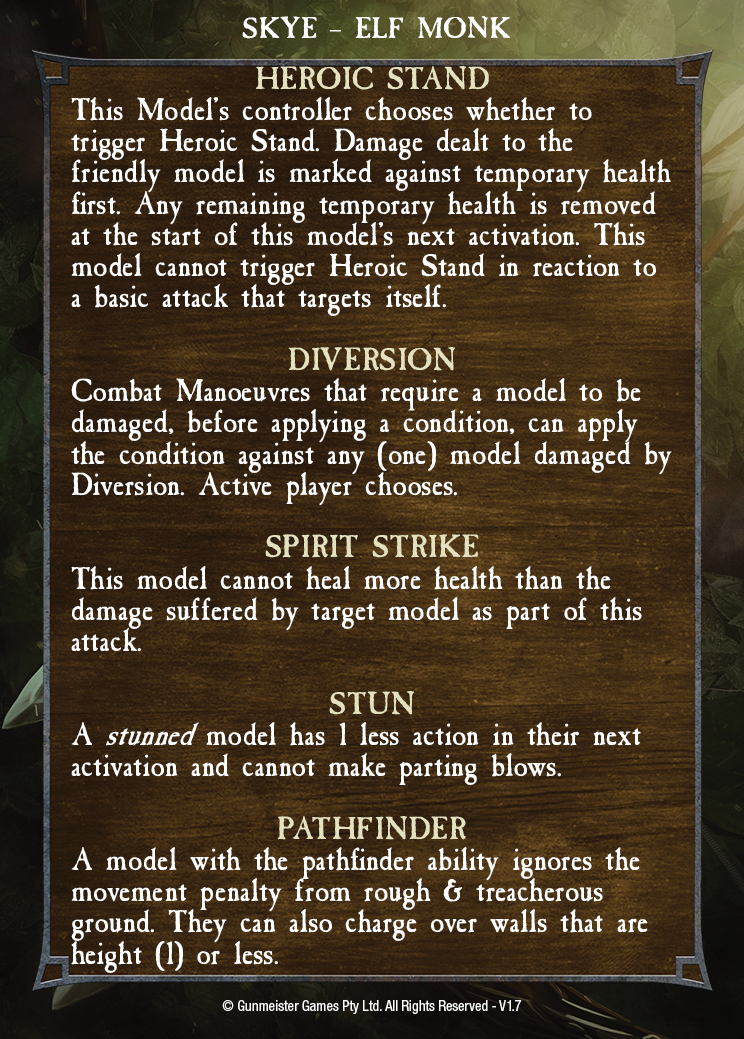 SKYE - ELF MONK
HEROIC STAND
This Model's controller chooses whether to
trigger Heroic Stand. Damage dealt to the
friendly model is marked against temporary health
first. Any remaining temporary health is removed
at the start of this model's next activation. This
model cannot trigger Heroic Stand in reaction to
a basic attack that targets itself.
DIVERSION
Combat Manoeuvres that require a model to be
damaged, before applying a condition, can apply
the condition against any (one) model damaged by
Diversion. Active player chooses.
SPIRIT STRIKE
This model cannot heal more health than the
damage suffered by target model as part of this
attack.
STUN
A stunned model has 1 less action in their next
activation and cannot make parting blows.
PATHFINDER
A model with the pathfinder ability ignores the
movement penalty from rough & treacherous
ground. They can also charge over walls that are
height (1) or less.
© Gunmeister Games Pty Ltd. All Rights Reserved - V1.7